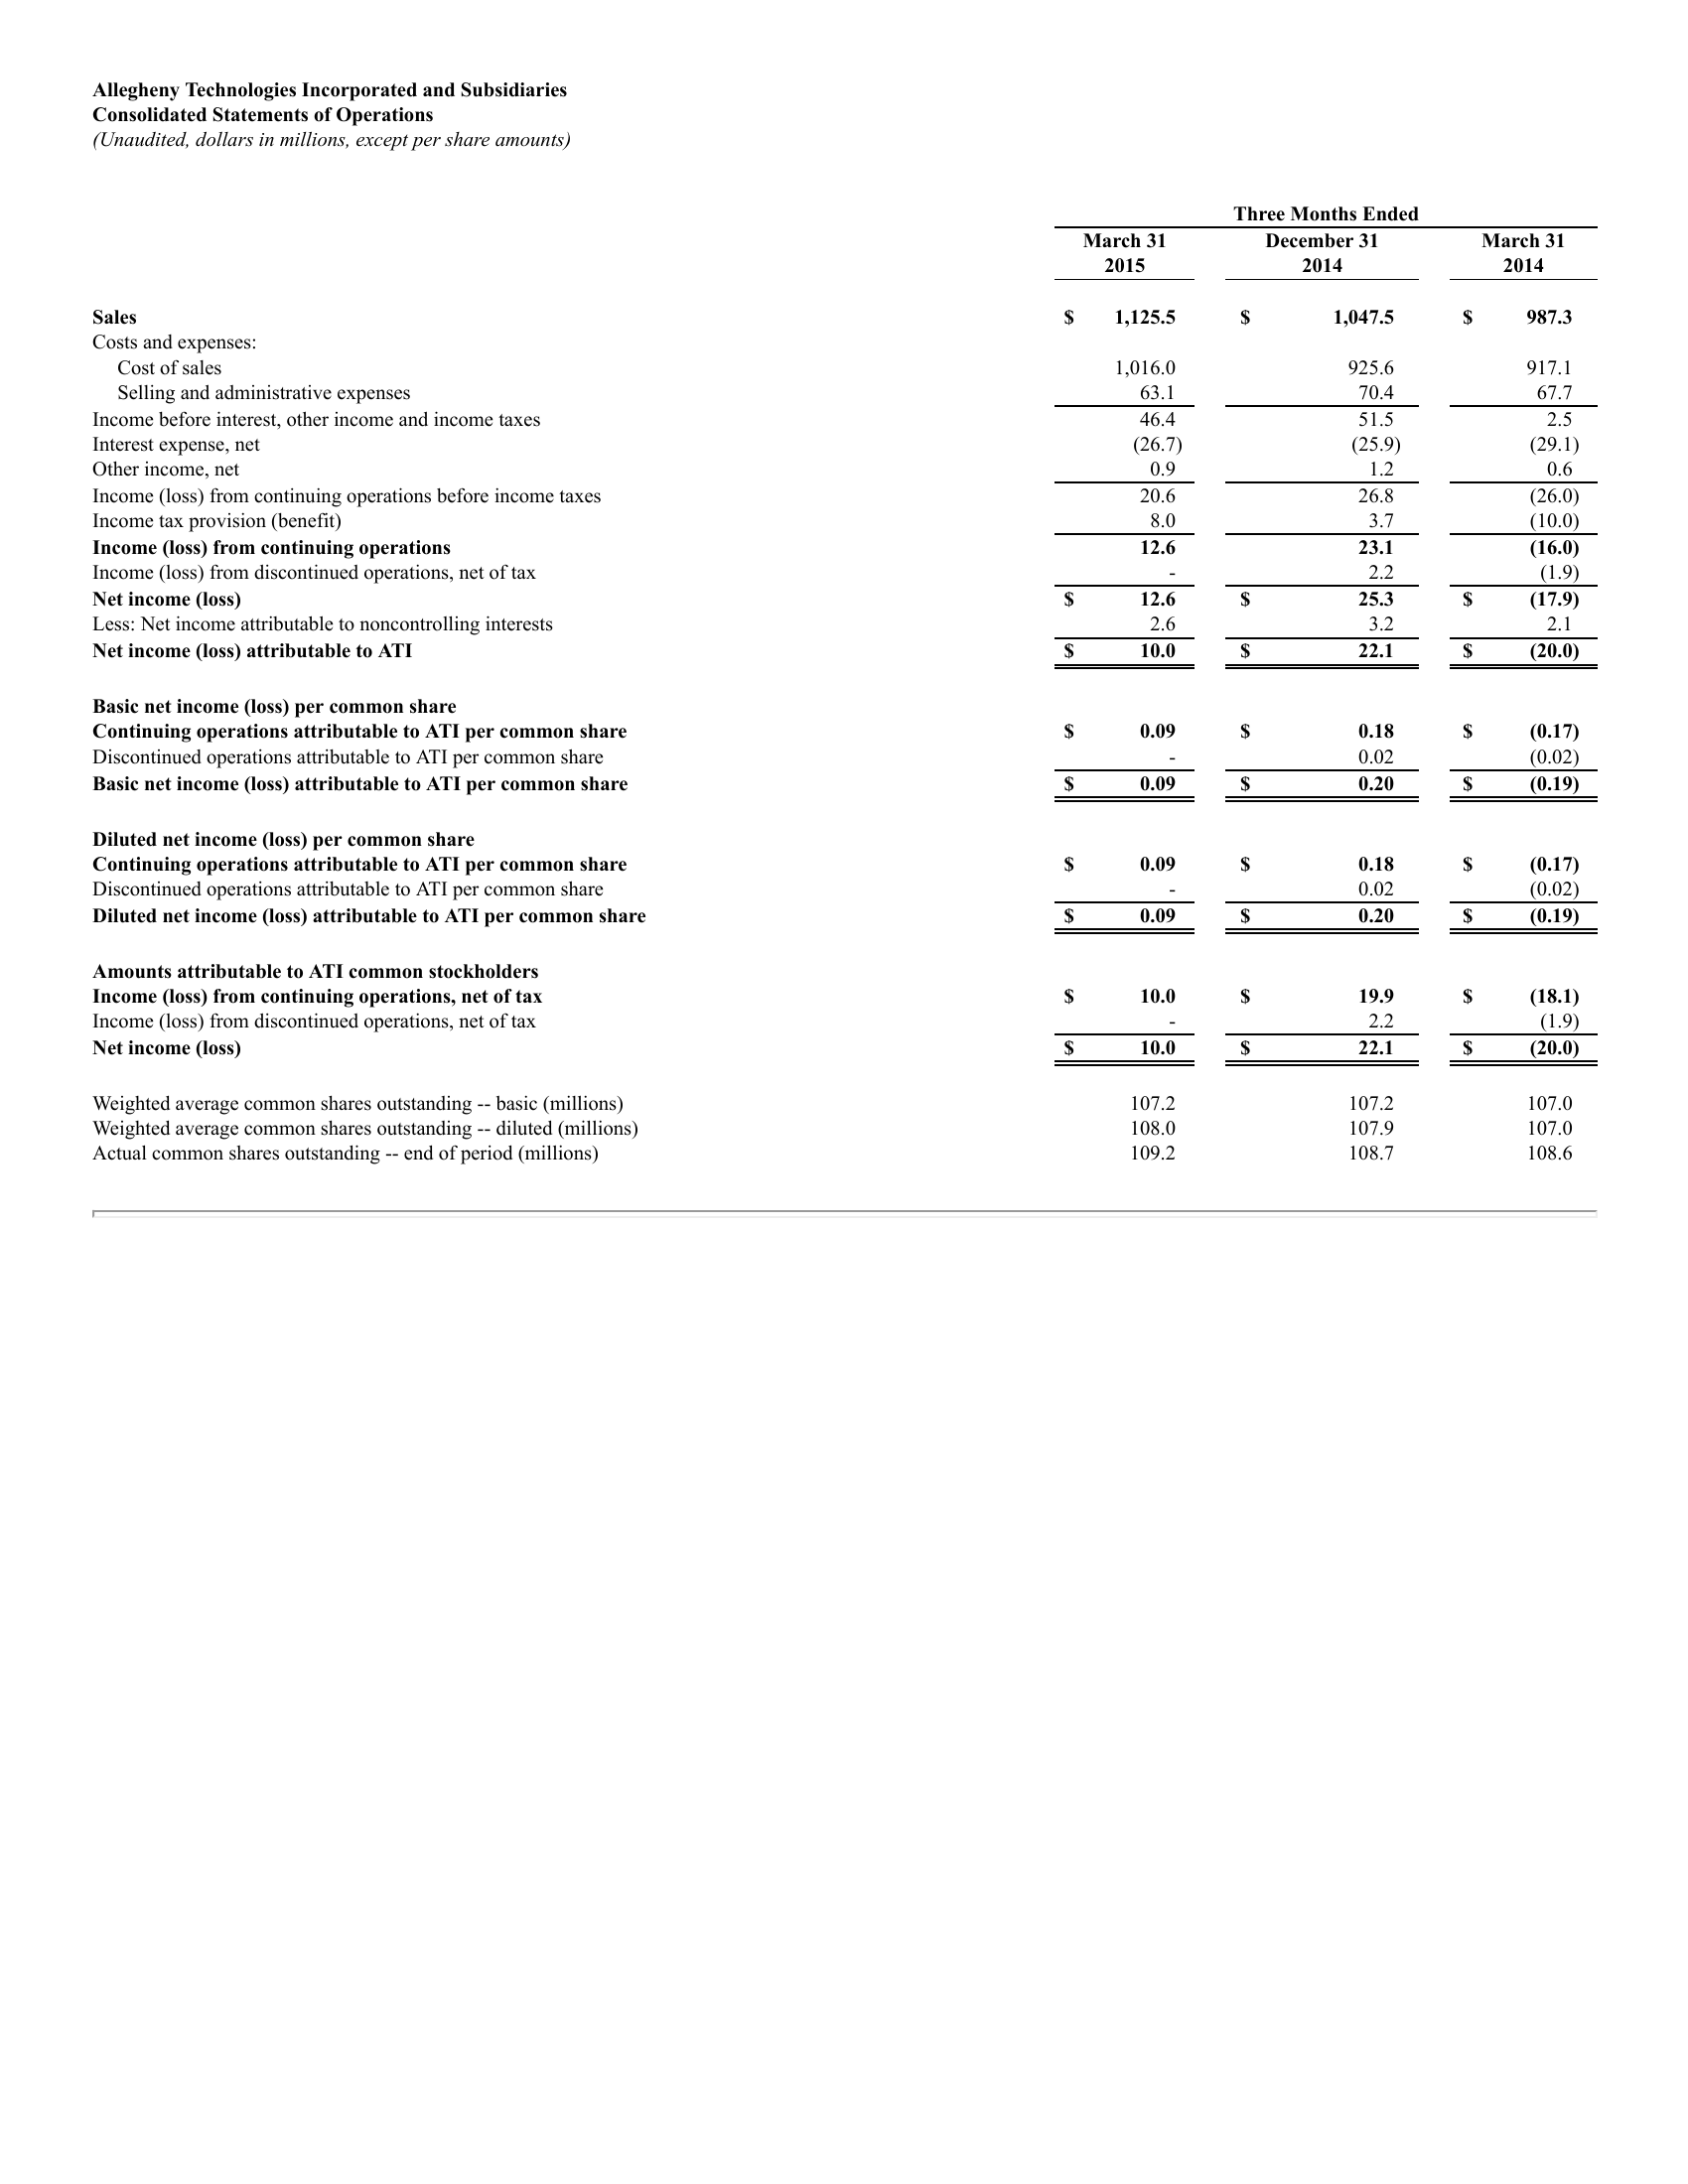 Allegheny Technologies Incorporated and Subsidiaries
Consolidated Statements of Operations
(Unaudited, dollars in millions, except per share amounts)
Three Months Ended
March 31 December 31 March 31
2015 2014 2014
Sales $ 1,125.5 $ 1,047.5 $ 987.3
Costs and expenses:
Cost of sales 1,016.0 925.6 917.1
Selling and administrative expenses 63.1 70.4 67.7
Income before interest, other income and income taxes 46.4 51.5 2.5
Interest expense, net (26.7) (25.9) (29.1)
Other income, net 0.9 1.2 0.6
Income (loss) from continuing operations before income taxes 20.6 26.8 (26.0)
Income tax provision (benefit) 8.0 3.7 (10.0)
Income (loss) from continuing operations 12.6 23.1 (16.0)
Income (loss) from discontinued operations, net of tax - 2.2 (1.9)
Net income (loss) $ 12.6 $ 25.3 $ (17.9)
Less: Net income attributable to noncontrolling interests 2.6 3.2 2.1
Net income (loss) attributable to ATI $ 10.0 $ 22.1 $ (20.0)
Basic net income (loss) per common share
Continuing operations attributable to ATI per common share $ 0.09 $ 0.18 $ (0.17)
Discontinued operations attributable to ATI per common share - 0.02 (0.02)
Basic net income (loss) attributable to ATI per common share $ 0.09 $ 0.20 $ (0.19)
Diluted net income (loss) per common share
Continuing operations attributable to ATI per common share $ 0.09 $ 0.18 $ (0.17)
Discontinued operations attributable to ATI per common share - 0.02 (0.02)
Diluted net income (loss) attributable to ATI per common share $ 0.09 $ 0.20 $ (0.19)
Amounts attributable to ATI common stockholders
Income (loss) from continuing operations, net of tax $ 10.0 $ 19.9 $ (18.1)
Income (loss) from discontinued operations, net of tax - 2.2 (1.9)
Net income (loss) $ 10.0 $ 22.1 $ (20.0)
Weighted average common shares outstanding -- basic (millions) 107.2 107.2 107.0
Weighted average common shares outstanding -- diluted (millions) 108.0 107.9 107.0
Actual common shares outstanding -- end of period (millions) 109.2 108.7 108.6